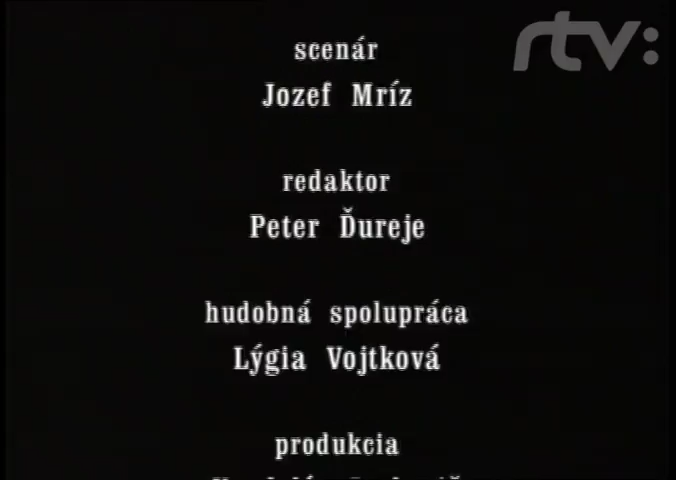 rtv:
scenár
Jozef Mríz
redaktor
Peter Ďureje
hudobná spolupráca
Lýgia Vojtková
produkcia